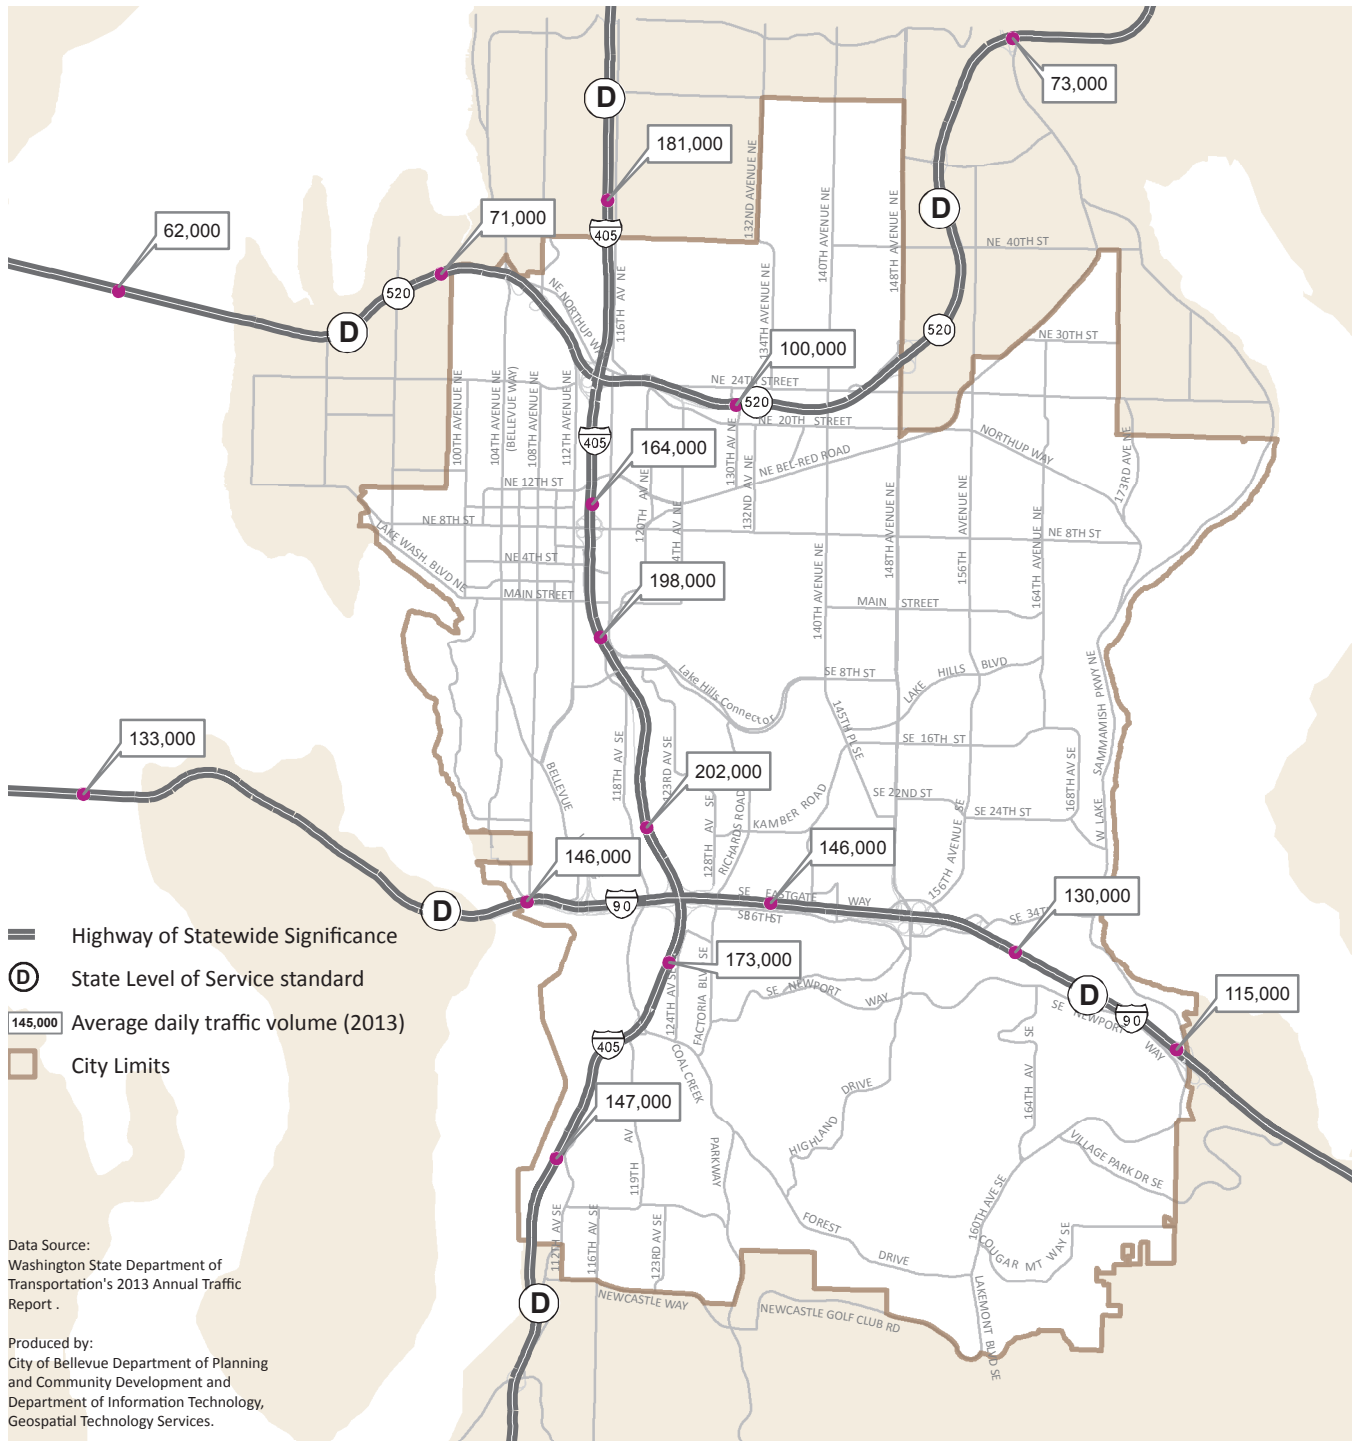 D
73,000
181,000
132ND AVENUE NE
140TH AVENUE NE
148TH AVENUE NE
D
71,000
62,000
405
NE 40TH ST
520
D
NE NORTHUP WA
116TH AV NE
134TH AVENUE NE
520
NE 30TH ST
100,000
NE 24TH STREET
520
NE 20TH STREET
100TH AVENUE NE
104TH AVENUE NE
(BELLEVUE WAY)
108TH AVENUE NE
112TH AVENUE NE
405
164,000
130TH AV NE
132ND AV NE
NE BEL-RED ROAD
NORTHUP WAY
173RD AVE NE
NE 12TH ST
120TH AV NE
4TH AV NE
148TH AVENUE NE
156TH AVENUE NE
164TH AVENUE NE
NE 8TH ST
NE 8TH ST
LAKE WASH. BLVD NE
NE 4TH ST
MAIN STREET
198,000
140TH AVENUE NE
MAIN STREET
Lake Hills Connector
SE 8TH ST
LAKE HILLS BLVD
W LAKE SAMMAMISH PKWY NE
133,000
145TH PL SE
SE 16TH ST
BELLEVUE
118TH AV SE
123RD AV SE
202,000
128TH AV SE
RICHARDS ROAD
KAMBER ROAD
SE 22ND ST
156TH AVENUE SE
SE 24TH ST
168TH AV SE
146,000
146,000
D
90
SE EASTGATE WAY
130,000
SE 34T
Highway of Statewide Significance
D
State Level of Service standard
145,000
Average daily traffic volume (2013)
City Limits
173,000
124TH AV SE
FACTORIA BLV SE
SE NEWPORT WAY
D
90
SE NEWPORT WAY
115,000
405
COAL CREEK PARKWAY
147,000
119TH AV
HIGHLAND DRIVE
164TH AV SE
VILLAGE PARK DR SE
112TH AV SE
116TH AV SE
123RD AV SE
FOREST DRIVE
160TH AVE SE
COUGAR MT WAY SE
LAKEMONT BLVD SE
D
NEWCASTLE WAY
NEWCASTLE GOLF CLUB RD
Data Source:
Washington State Department of
Transportation's 2013 Annual Traffic
Report .
Produced by:
City of Bellevue Department of Planning
and Community Development and
Department of Information Technology,
Geospatial Technology Services.